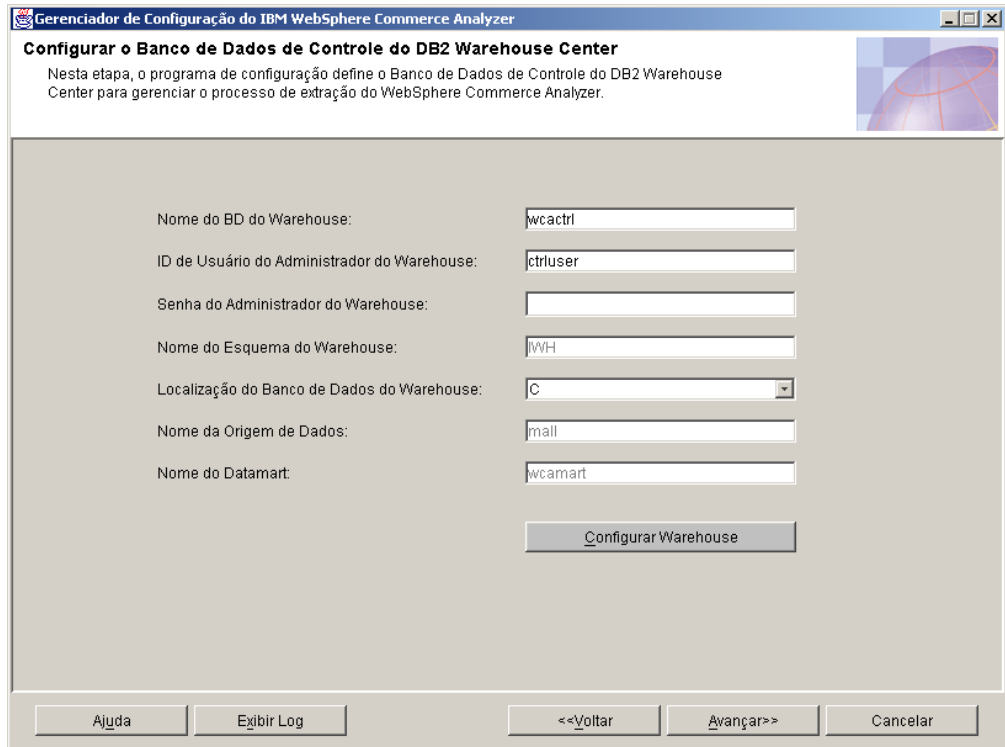 Gerenciador de Configuração do IBM WebSphere Commerce Analyzer
Configurar o Banco de Dados de Controle do DB2 Warehouse Center
Nesta etapa, o programa de configuração define o Banco de Dados de Controle do DB2 Warehouse
Center para gerenciar o processo de extração do WebSphere Commerce Analyzer.
Nome do BD do Warehouse: wcactrl
ID de Usuário do Administrador do Warehouse: ctrluser
Senha do Administrador do Warehouse:
Nome do Esquema do Warehouse: IWH
Localização do Banco de Dados do Warehouse: C
Nome da Origem de Dados: mall
Nome do Datamart: wcamart
Configurar Warehouse
Ajuda Exibir Log <<Voltar Avançar>> Cancelar